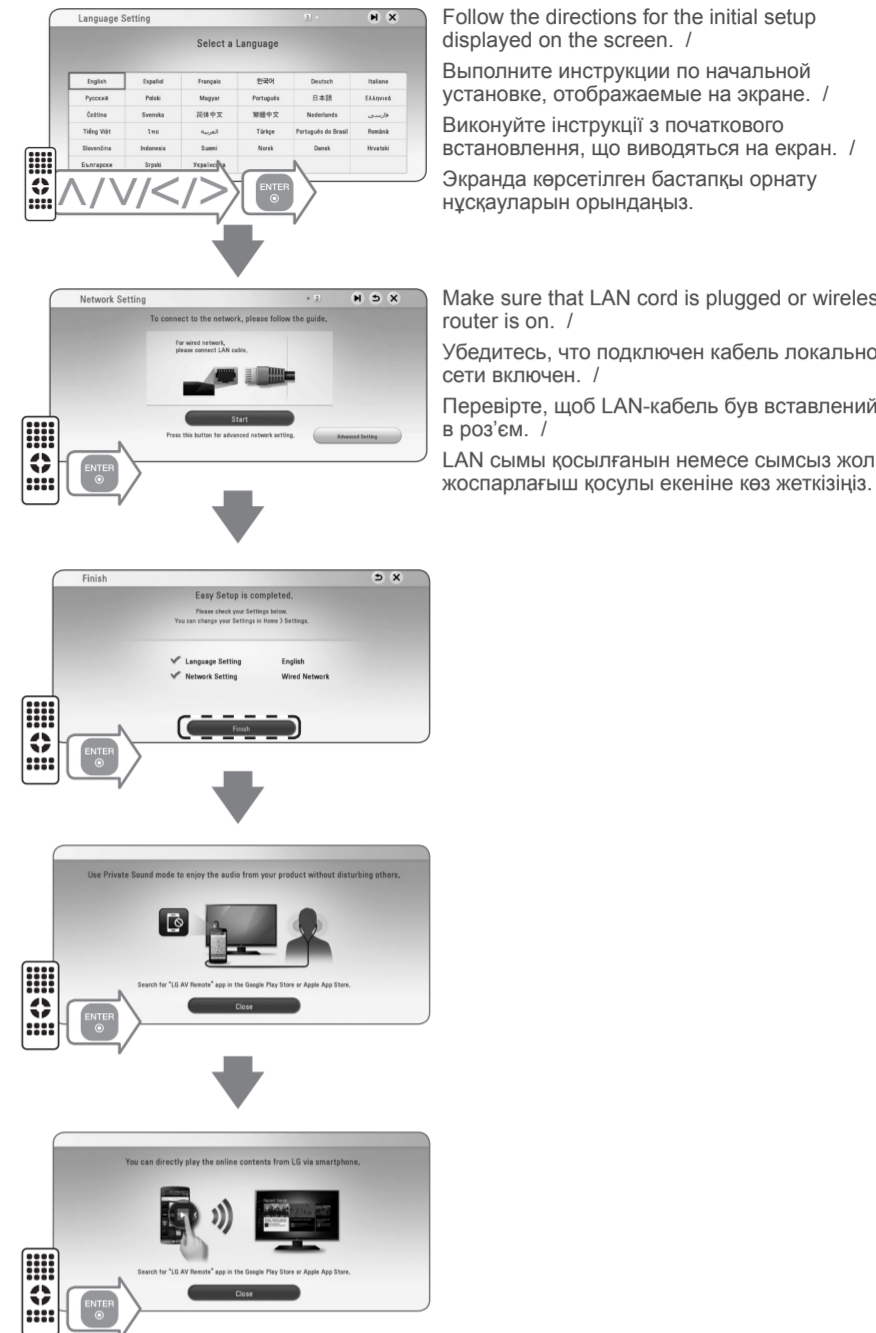 Language Setting
Select a Language
English Español Français 한국어 Deutsch Italiano
Русский Polski Magyar Português 日本語 Ελληνικά
Čeština Svenska 简体中文 繁體中文 Nederlands فارسی
Tiếng Việt ไทย العربية Türkçe Português do Brasil Română
Slovenčina Indonesia Suomi Norsk Dansk Hrvatski
Български Srpski
Λ/V/</> ENTER
Follow the directions for the initial setup
displayed on the screen. /
Выполните инструкции по начальной
установке, отображаемые на экране. /
Виконуйте інструкції з початкового
встановлення, що виводяться на екран. /
Экранда көрсетілген бастапқы орнату
нұсқауларын орындаңыз.
Network Setting 2
To connect to the network, please follow the guide.
For wired network,
please connect LAN cable.
Start
Press this button for advanced network setting. Advanced Setting
ENTER
Make sure that LAN cord is plugged or
router is on. /
Убедитесь, что подключен кабель
сети включен. /
Перевірте, щоб LAN-кабель був вставлений
в роз’єм. /
LAN сымы қосылғанын немесе сымсыз жол
жоспарлағыш қосулы екеніне көз жеткізіңіз.
Finish
Easy Setup is completed.
Please check your Settings below.
You can change your Settings in Home > Settings.
Language Setting English
Network Setting Wired Network
Finish
ENTER
Use Private Sound mode to enjoy the audio from your product without disturbing others.
Search for "LG AV Remote" app in the Google Play Store or Apple App Store.
Close
ENTER
You can directly play the online contents from LG via smartphone.
Search for "LG AV Remote" app in the Google Play Store or Apple App Store.
Close
ENTER